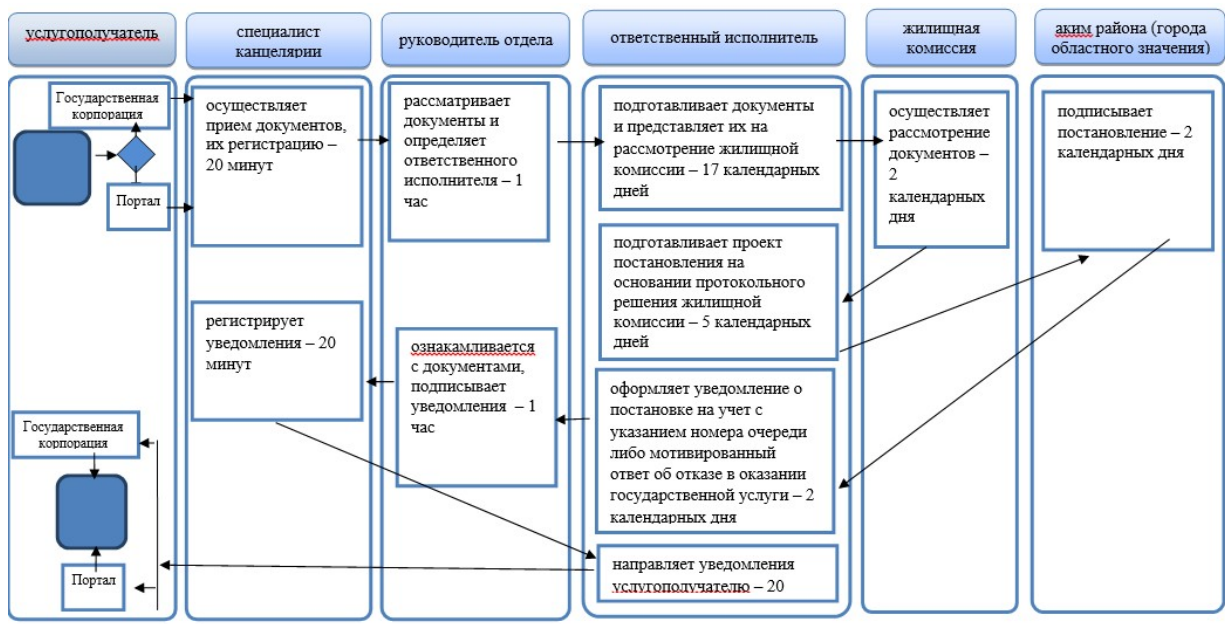 услугополучатель
специалист
канцелярии
руководитель отдела
ответственный исполнитель
жилищная
комиссия
аким района (города
областного значения)
Государственная
корпорация
Портал
осуществляет
прием документов,
их регистрацию –
20 минут
рассматривает
документы и
определяет
ответственного
исполнителя – 1
час
подготавливает документы
и представляет их на
рассмотрение жилищной
комиссии – 17 календарных
дней
осуществляет
рассмотрение
документов –
2
календарных
дня
подписывает
постановление – 2
календарных дня
подготавливает проект
постановления на
основании протокольного
решения жилищной
комиссии – 5 календарных
дней
регистрирует
уведомления – 20
минут
ознакамливается
с документами,
подписывает
уведомления – 1
час
оформляет уведомление о
постановке на учет с
указанием номера очереди
либо мотивированный
ответ об отказе в оказании
государственной услуги – 2
календарных дня
Государственная
корпорация
Портал
направляет уведомления
услугополучателю – 20